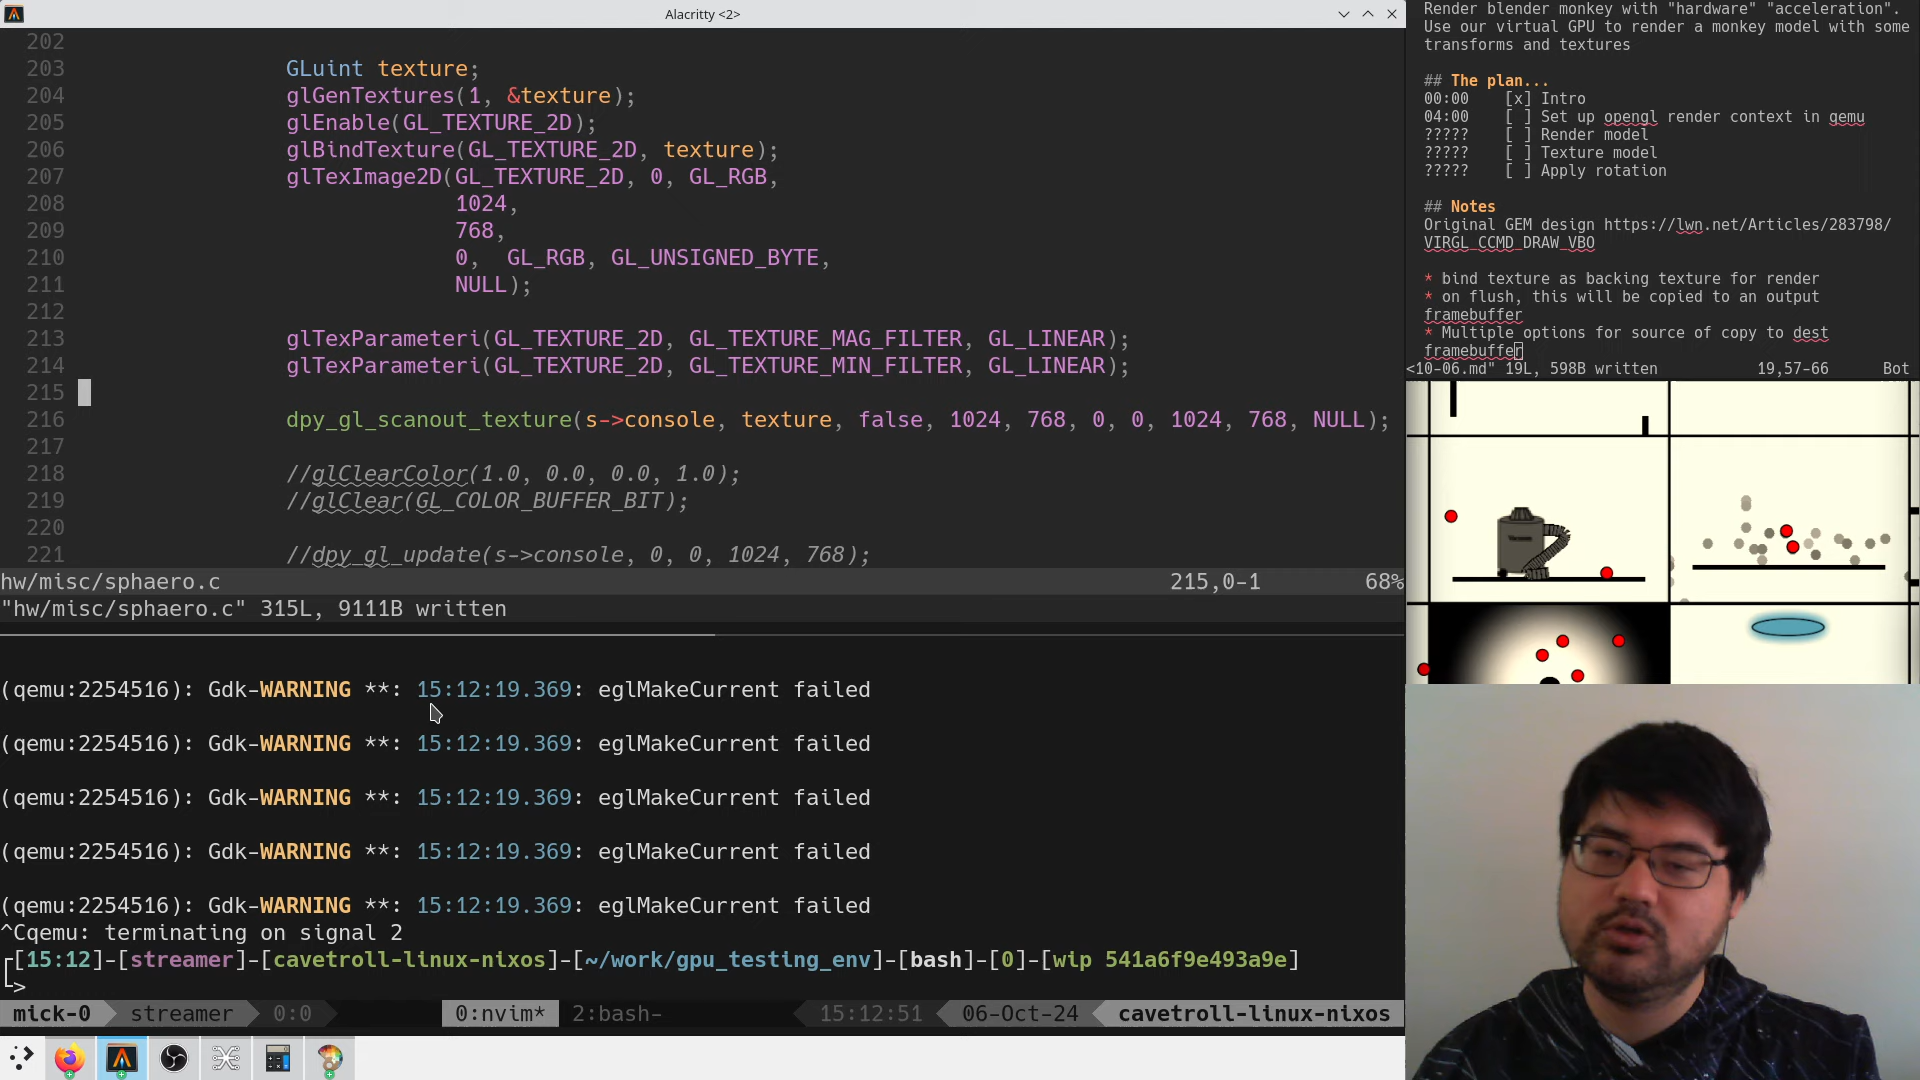 Alacritty <2>
202
203 GLuint texture;
204 glGenTextures(1, &texture);
205 glEnable(GL_TEXTURE_2D);
206 glBindTexture(GL_TEXTURE_2D, texture);
207 glTexImage2D(GL_TEXTURE_2D, 0, GL_RGB,
208 1024,
209 768,
210 0,  GL_RGB, GL_UNSIGNED_BYTE,
211 NULL);
212
213 glTexParameteri(GL_TEXTURE_2D, GL_TEXTURE_MAG_FILTER, GL_LINEAR);
214 glTexParameteri(GL_TEXTURE_2D, GL_TEXTURE_MIN_FILTER, GL_LINEAR);
215
216 dpy_gl_scanout_texture(s->console, texture, false, 1024, 768, 0, 0, 1024, 768, NULL);
217
218 //glClearColor(1.0, 0.0, 0.0, 1.0);
219 //glClear(GL_COLOR_BUFFER_BIT);
220
221 //dpy_gl_update(s->console, 0, 0, 1024, 768);
hw/misc/sphaero.c 215,0-1 68%
"hw/misc/sphaero.c" 315L, 9111B written
(qemu:2254516): Gdk-WARNING **: 15:12:19.369: eglMakeCurrent failed
(qemu:2254516): Gdk-WARNING **: 15:12:19.369: eglMakeCurrent failed
(qemu:2254516): Gdk-WARNING **: 15:12:19.369: eglMakeCurrent failed
(qemu:2254516): Gdk-WARNING **: 15:12:19.369: eglMakeCurrent failed
(qemu:2254516): Gdk-WARNING **: 15:12:19.369: eglMakeCurrent failed
^Cqemu: terminating on signal 2
[15:12]-[streamer]-[cavetroll-linux-nixos]-[~/work/gpu_testing_env]-[bash]-[0]-[wip 541a6f9e493a9e]
>
mick-0 streamer 0:0 0:nvim* 2:bash- 15:12:51 06-Oct-24 cavetroll-linux-nixos
Render blender monkey with "hardware" "acceleration".
Use our virtual GPU to render a monkey model with some
transforms and textures
## The plan...
00:00 [x] Intro
04:00 [ ] Set up opengl render context in qemu
????? [ ] Render model
????? [ ] Texture model
????? [ ] Apply rotation
## Notes
Original GEM design https://lwn.net/Articles/283798/
VIRGL_CCMD_DRAW_VBO
* bind texture as backing texture for render
* on flush, this will be copied to an output
framebuffer
* Multiple options for source of copy to dest
framebuffer
<10-06.md" 19L, 598B written 19,57-66 Bot